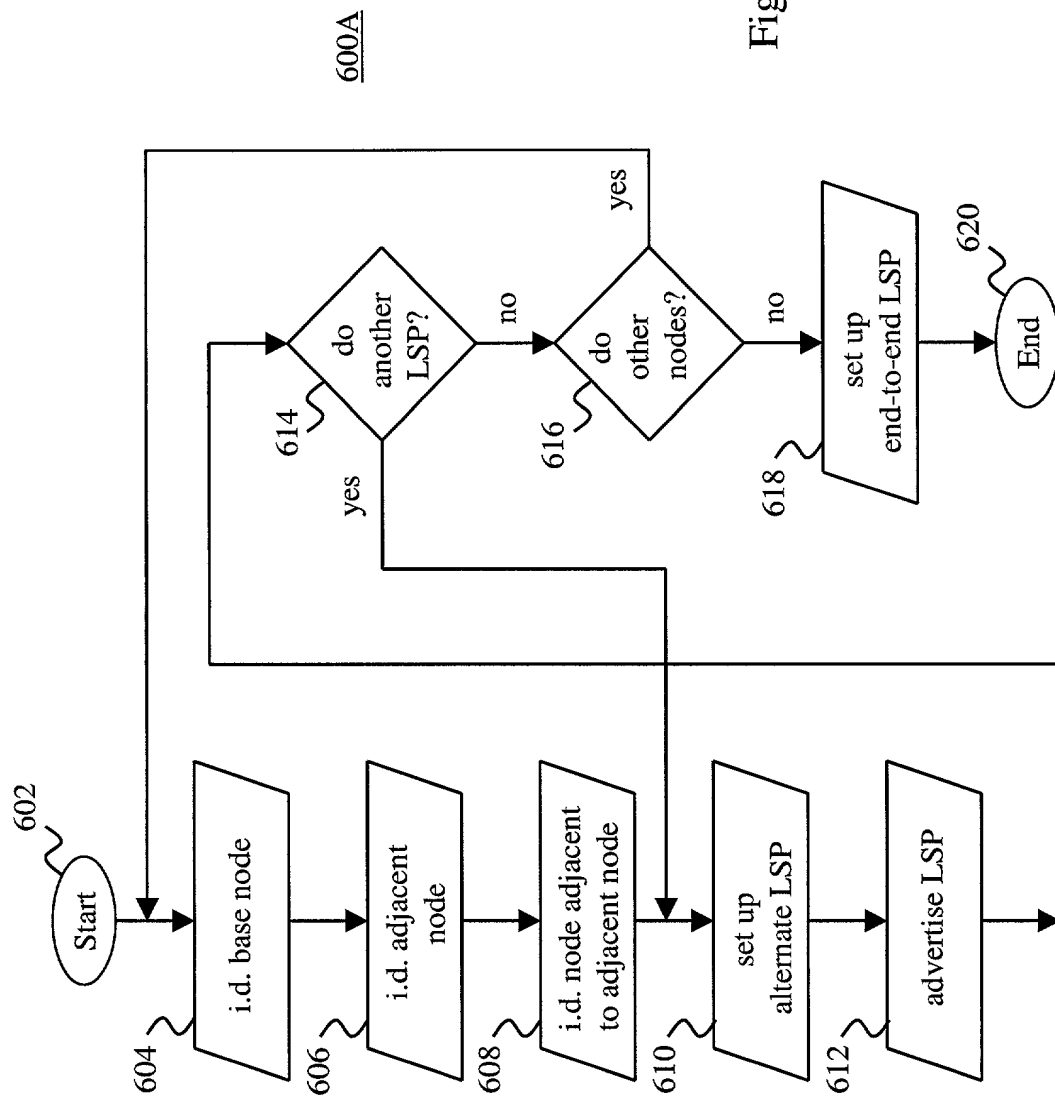 602
Start
604
i.d. base node
606
i.d. adjacent
node
608
i.d. node adjacent
to adjacent node
610
set up
alternate LSP
612
advertise LSP
614
do
another
LSP?
yes
no
616
do
other
nodes?
yes
no
618
set up
end-to-end LSP
620
End
600A
Fig